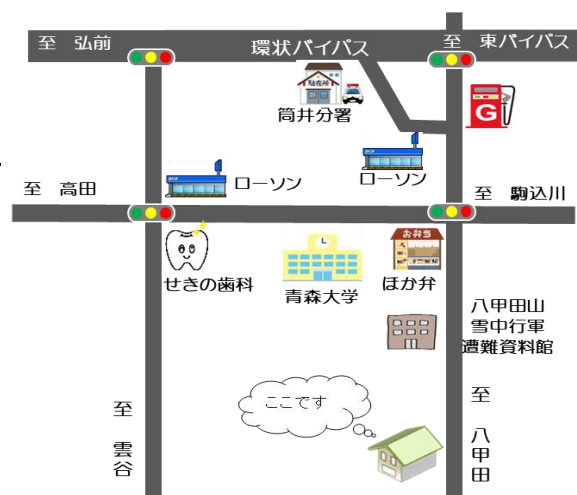 至 弘前
環状バイパス
至 東バイパス
駐在所
筒井分署
G
ローソン
ローソン
至 高田
至 駒込川
お弁当
せきの歯科
青森大学
ほか弁
八甲田山
雪中行軍
遭難資料館
ここです
至 雲谷
至 八甲田